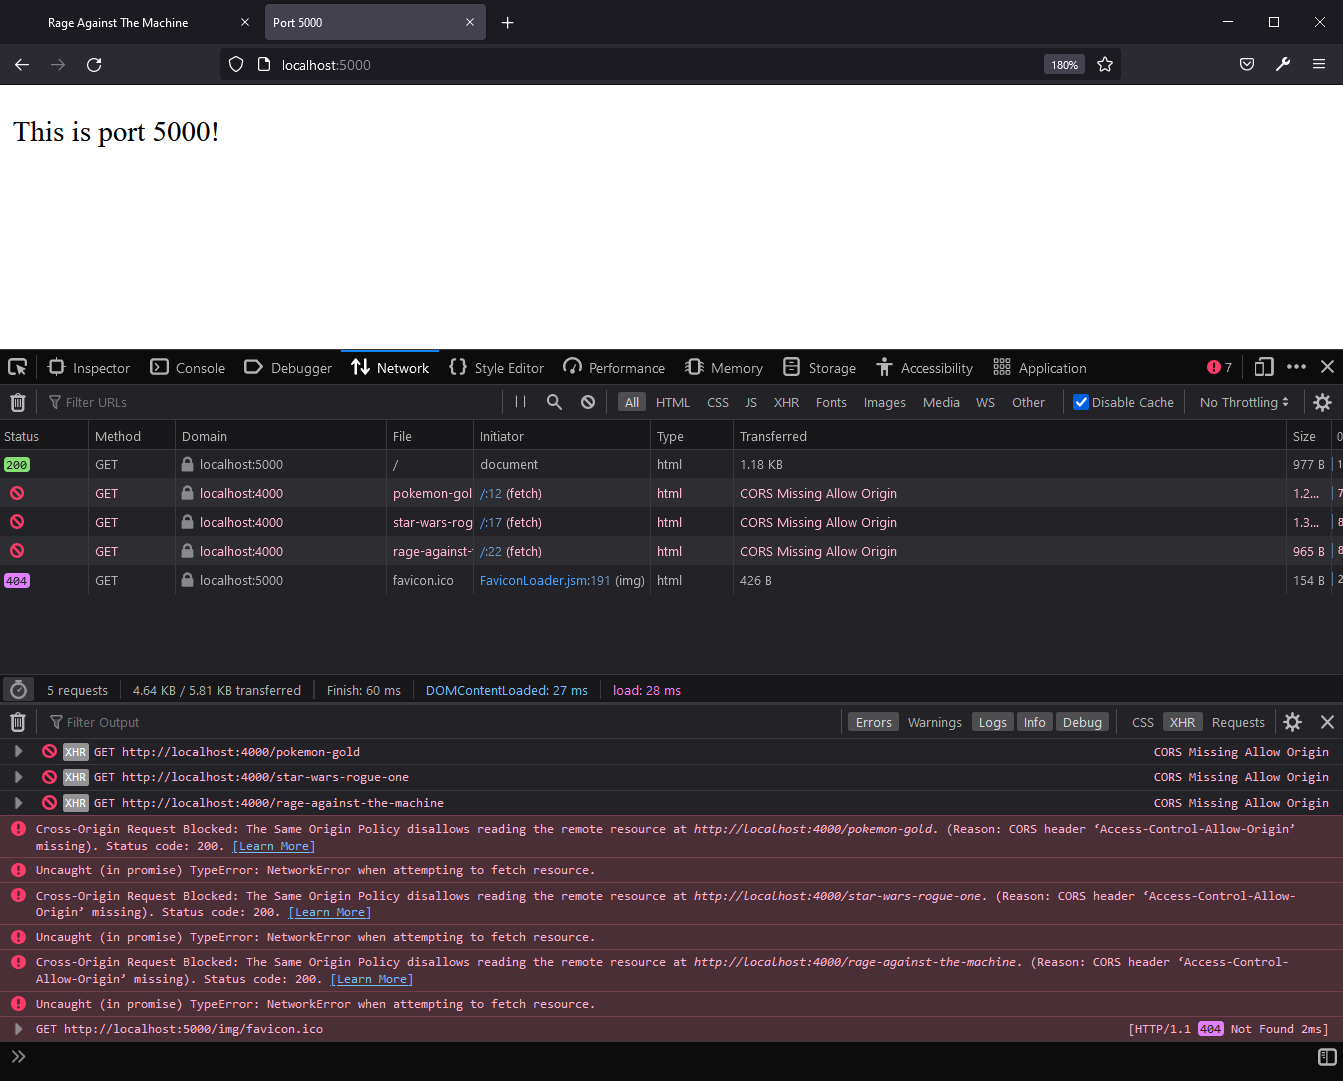 Rage Against The Machine
Port 5000
localhost:5000
180%
This is port 5000!
Inspector Console Debugger Network Style Editor Performance Memory Storage Accessibility Application 7
Filter URLs All HTML CSS JS XHR Fonts Images Media WS Other Disable Cache No Throttling
Status Method Domain File Initiator Type Transferred Size 0
200 GET localhost:5000 / document html 1.18 KB 977 B 1
GET localhost:4000 pokemon-gol /:12 (fetch) html CORS Missing Allow Origin 1.2... 7
GET localhost:4000 star-wars-rog /:17 (fetch) html CORS Missing Allow Origin 1.3... 8
GET localhost:4000 rage-against- /:22 (fetch) html CORS Missing Allow Origin 965 B 8
404 GET localhost:5000 favicon.ico FaviconLoader.jsm:191 (img) html 426 B 154 B 2
5 requests 4.64 KB / 5.81 KB transferred Finish: 60 ms DOMContentLoaded: 27 ms load: 28 ms
Filter Output Errors Warnings Logs Info Debug CSS XHR Requests
XHR GET http://localhost:4000/pokemon-gold CORS Missing Allow Origin
XHR GET http://localhost:4000/star-wars-rogue-one CORS Missing Allow Origin
XHR GET http://localhost:4000/rage-against-the-machine CORS Missing Allow Origin
Cross-Origin Request Blocked: The Same Origin Policy disallows reading the remote resource at http://localhost:4000/pokemon-gold. (Reason: CORS header ‘Access-Control-Allow-Origin’
missing). Status code: 200. [Learn More]
Uncaught (in promise) TypeError: NetworkError when attempting to fetch resource.
Cross-Origin Request Blocked: The Same Origin Policy disallows reading the remote resource at http://localhost:4000/star-wars-rogue-one. (Reason: CORS header ‘Access-Control-Allow-
Origin’ missing). Status code: 200. [Learn More]
Uncaught (in promise) TypeError: NetworkError when attempting to fetch resource.
Cross-Origin Request Blocked: The Same Origin Policy disallows reading the remote resource at http://localhost:4000/rage-against-the-machine. (Reason: CORS header ‘Access-Control-
Allow-Origin’ missing). Status code: 200. [Learn More]
Uncaught (in promise) TypeError: NetworkError when attempting to fetch resource.
GET http://localhost:5000/img/favicon.ico [HTTP/1.1 404 Not Found 2ms]